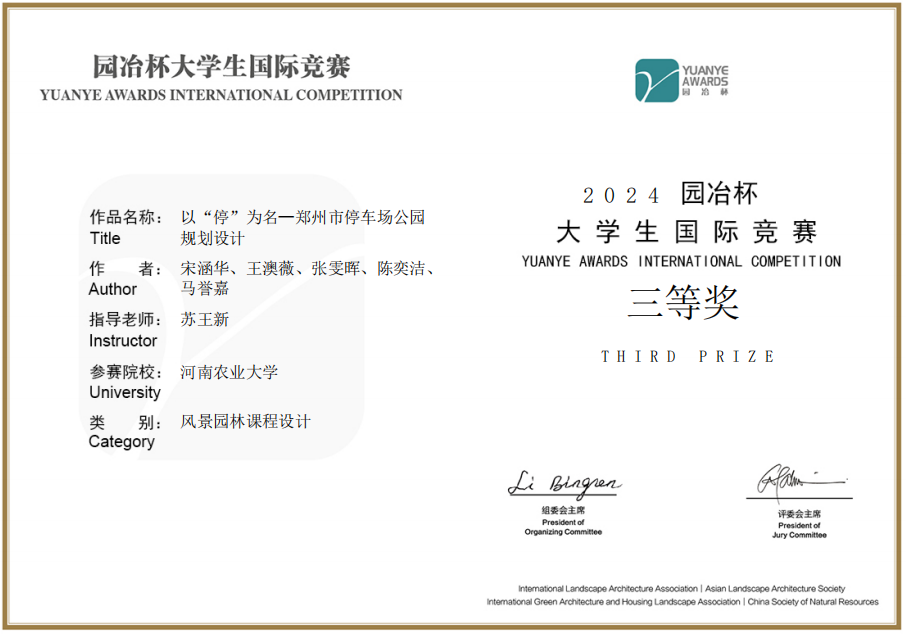 园冶杯大学生国际竞赛
YUANYE AWARDS INTERNATIONAL COMPETITION
YUANYE
AWARDS
园冶杯
作品名称： 以“停”为名—郑州市停车场公园
Title 规划设计
作 者： 宋涵华、王澳薇、张雯晖、陈奕洁、
Author 马誉嘉
指导老师： 苏王新
Instructor
参赛院校： 河南农业大学
University
类 别： 风景园林课程设计
Category
2024 园冶杯
大学生国际竞赛
YUANYE AWARDS INTERNATIONAL COMPETITION
三等奖
THIRD PRIZE
Li Bingren
组委会主席
President of
Organizing Committee
评委会主席
President of
Jury Committee
International Landscape Architecture Association | Asian Landscape Architecture Society
International Green Architecture and Housing Landscape Association | China Society of Natural Resources